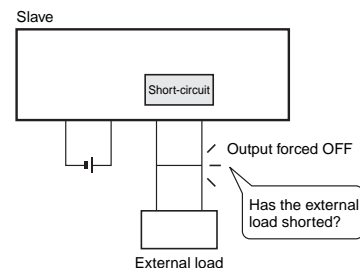 Slave
Short-circuit
Output forced OFF
Has the external
load shorted?
External load